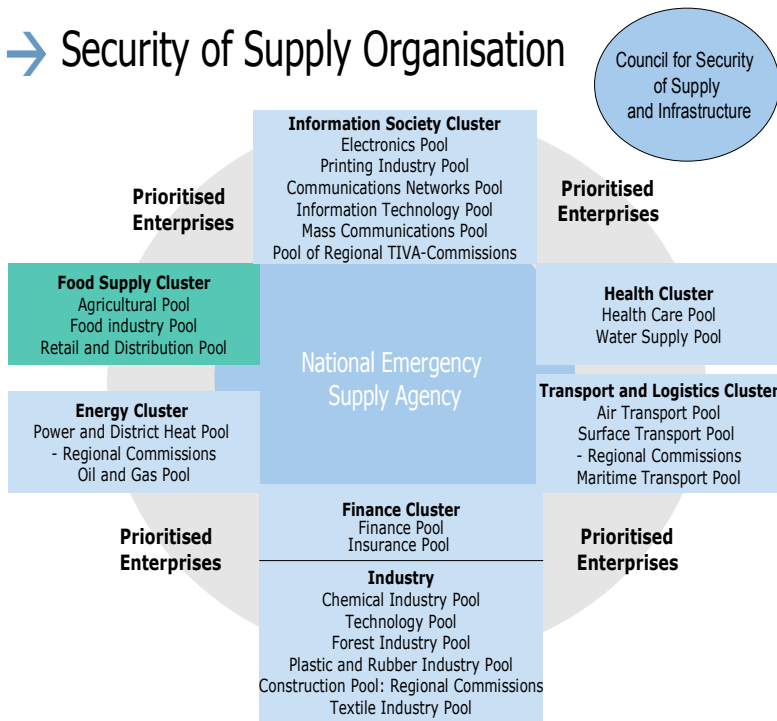 → Security of Supply Organisation
Council for Security
of Supply
and Infrastructure
Information Society Cluster
Electronics Pool
Printing Industry Pool
Communications Networks Pool
Information Technology Pool
Mass Communications Pool
Pool of Regional TIVA-Commissions
Prioritised
Enterprises
Prioritised
Enterprises
Food Supply Cluster
Agricultural Pool
Food industry Pool
Retail and Distribution Pool
National Emergency
Supply Agency
Health Cluster
Health Care Pool
Water Supply Pool
Energy Cluster
Power and District Heat Pool
- Regional Commissions
Oil and Gas Pool
Transport and Logistics Cluster
Air Transport Pool
Surface Transport Pool
- Regional Commissions
Maritime Transport Pool
Finance Cluster
Finance Pool
Insurance Pool
Prioritised
Enterprises
Prioritised
Enterprises
Industry
Chemical Industry Pool
Technology Pool
Forest Industry Pool
Plastic and Rubber Industry Pool
Construction Pool: Regional Commissions
Textile Industry Pool